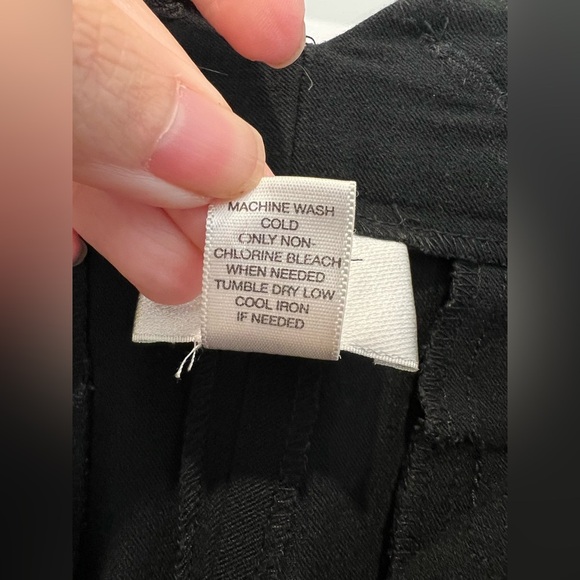 MACHINE WASH
COLD
ONLY NON-
CHLORINE BLEACH
WHEN NEEDED
TUMBLE DRY LOW
COOL IRON
IF NEEDED